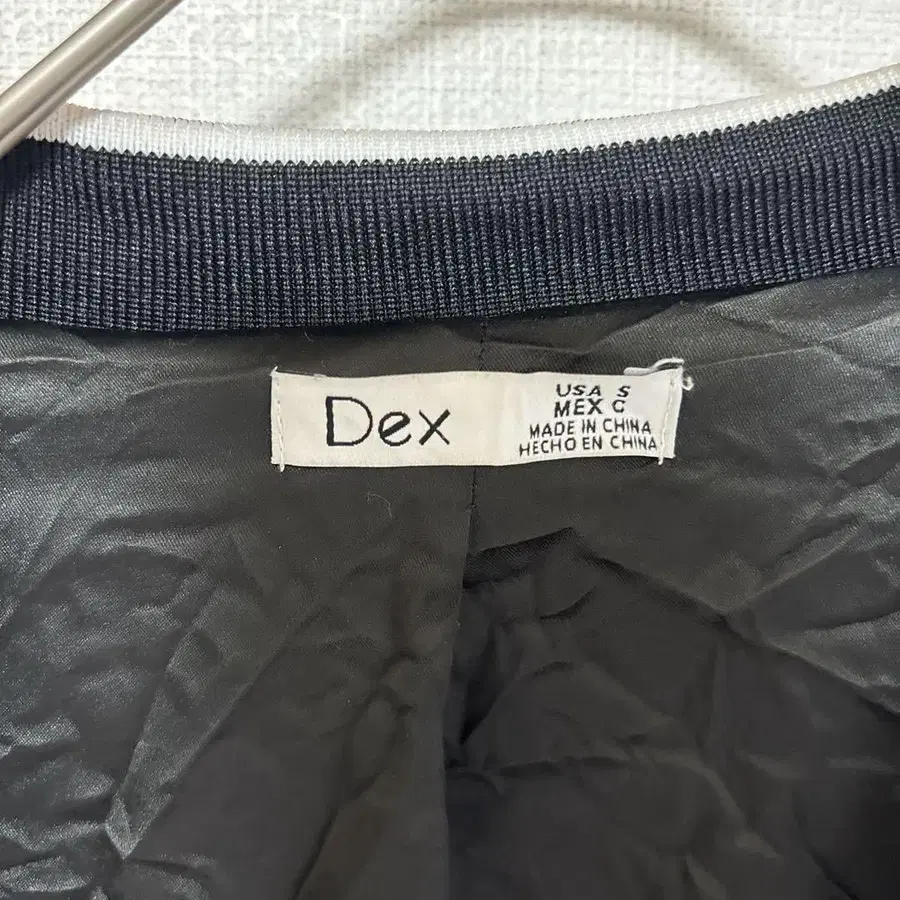 Dex
USA S
MEX C
MADE IN CHINA
HECHO EN CHINA